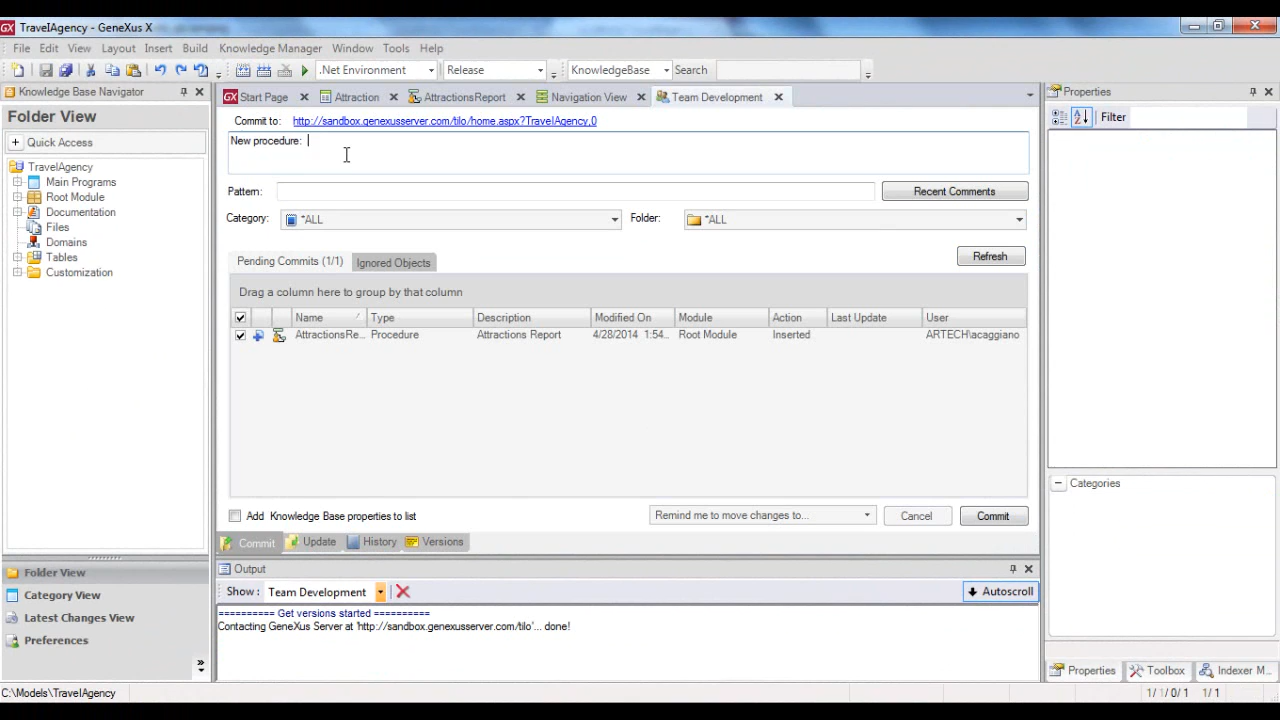 TravelAgency - GeneXus X
File Edit View Layout Insert Build Knowledge Manager Window Tools Help
.Net Environment Release KnowledgeBase Search
Knowledge Base Navigator
Start Page Attraction AttractionsReport Navigation View Team Development
Properties
Folder View
Filter
Quick Access
TravelAgency
Main Programs
Root Module
Documentation
Files
Domains
Tables
Customization
Commit to: http://sandbox.genexusserver.com/tilo/home.aspx?TravelAgency,0
New procedure:
Pattern: Recent Comments
Category: *ALL Folder: *ALL
Pending Commits (1/1) Ignored Objects Refresh
Drag a column here to group by that column
Name Type Description Modified On Module Action Last Update User
AttractionsRe... Procedure Attractions Report 4/28/2014 1:54... Root Module Inserted ARTECH\acaggiano
Categories
Add Knowledge Base properties to list Remind me to move changes to... Cancel Commit
Commit Update History Versions
Folder View
Category View
Latest Changes View
Preferences
Output
Show : Team Development Autoscroll
========== Get versions started ==========
Contacting GeneXus Server at 'http://sandbox.genexusserver.com/tilo'... done!
Properties Toolbox Indexer M...
C:\Models\TravelAgency
1/ 1/ 0/ 1 1/ 1